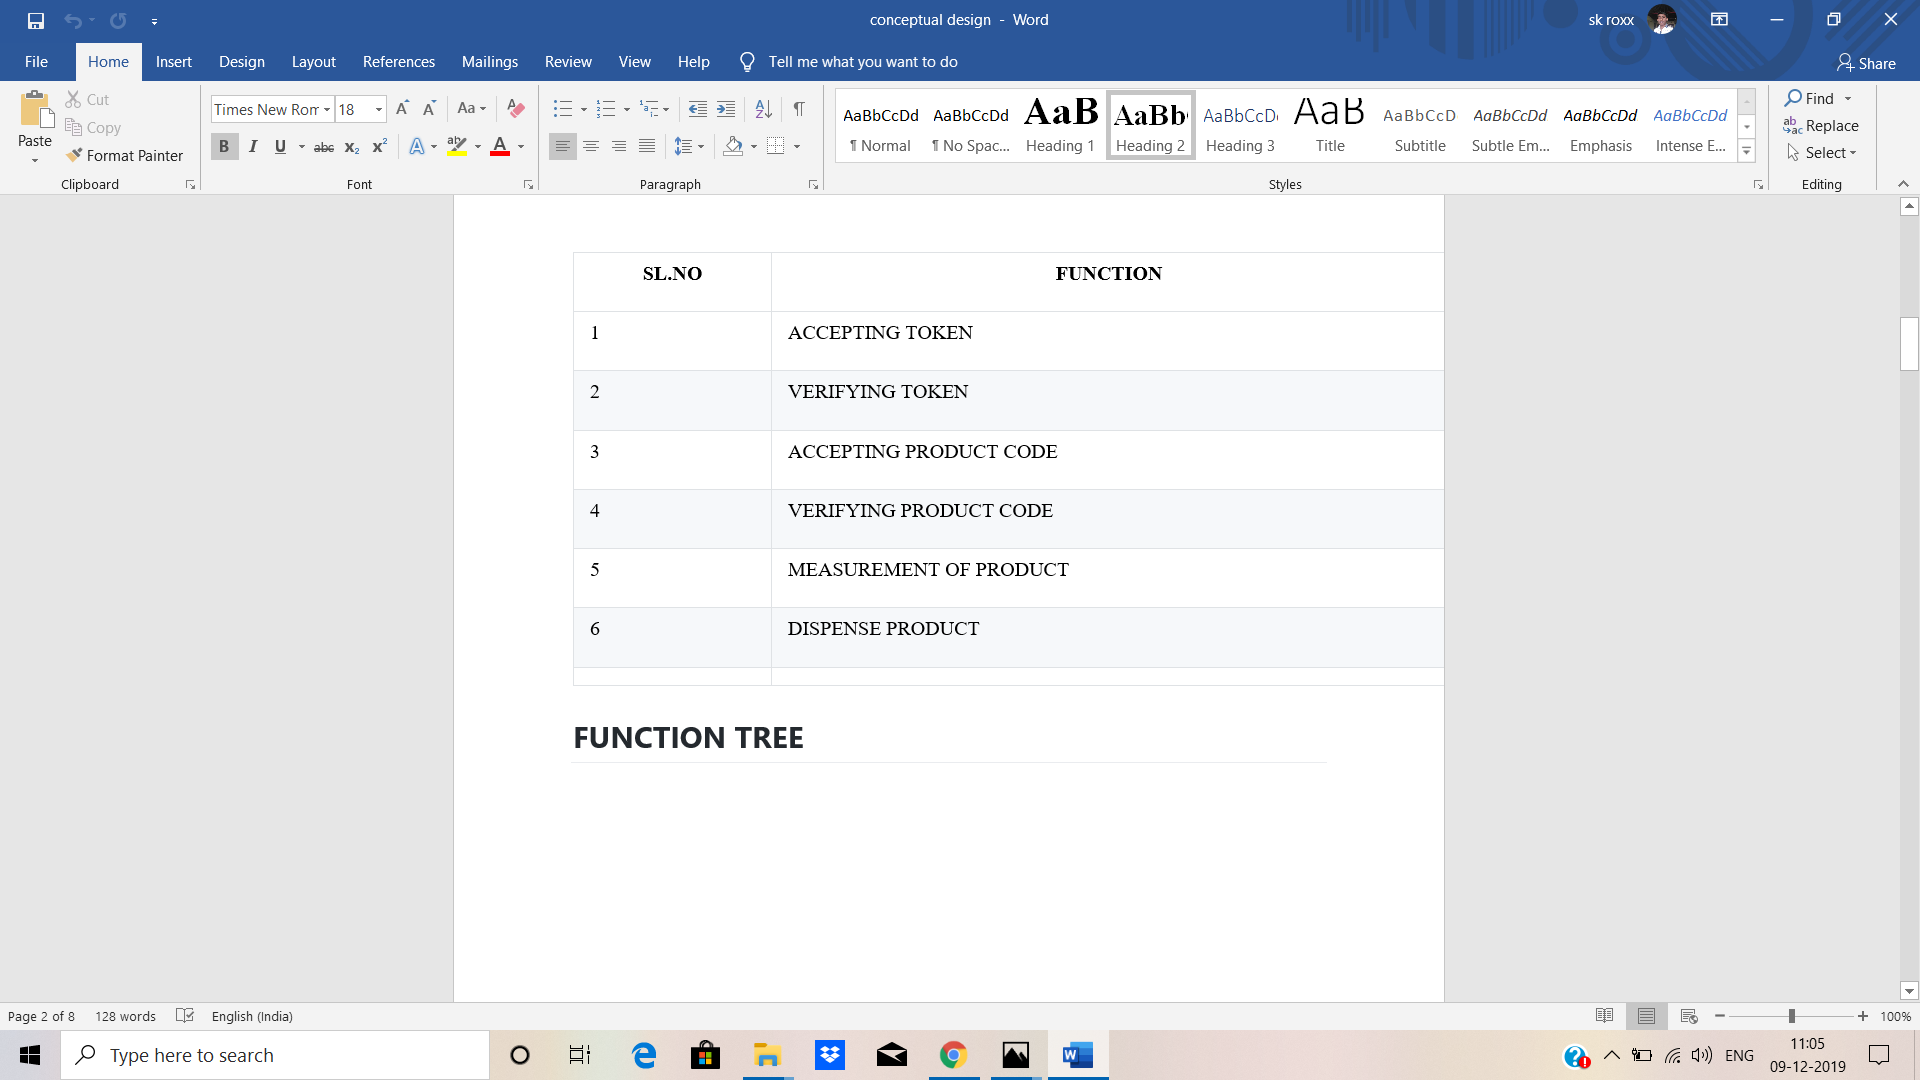 conceptual design - Word
sk roxx
File Home Insert Design Layout References Mailings Review View Help Tell me what you want to do
Share
Paste
Cut
Copy
Format Painter
Clipboard
Times New Ron 18
Aa
B I U abc x₂ x²
Font
Paragraph
AaBbCcDd AaBbCcDd AaB AaBb AaBbCcD AaB AaBbCcD AaBbCcDd AaBbCcDd AaBbCcDd
¶ Normal ¶ No Spac... Heading 1 Heading 2 Heading 3 Title Subtitle Subtle Em... Emphasis Intense E...
Styles
Find
Replace
Select
Editing
SL.NO FUNCTION
1 ACCEPTING TOKEN
2 VERIFYING TOKEN
3 ACCEPTING PRODUCT CODE
4 VERIFYING PRODUCT CODE
5 MEASUREMENT OF PRODUCT
6 DISPENSE PRODUCT
FUNCTION TREE
Page 2 of 8 128 words English (India) 100%
Type here to search
ENG
11:05
09-12-2019